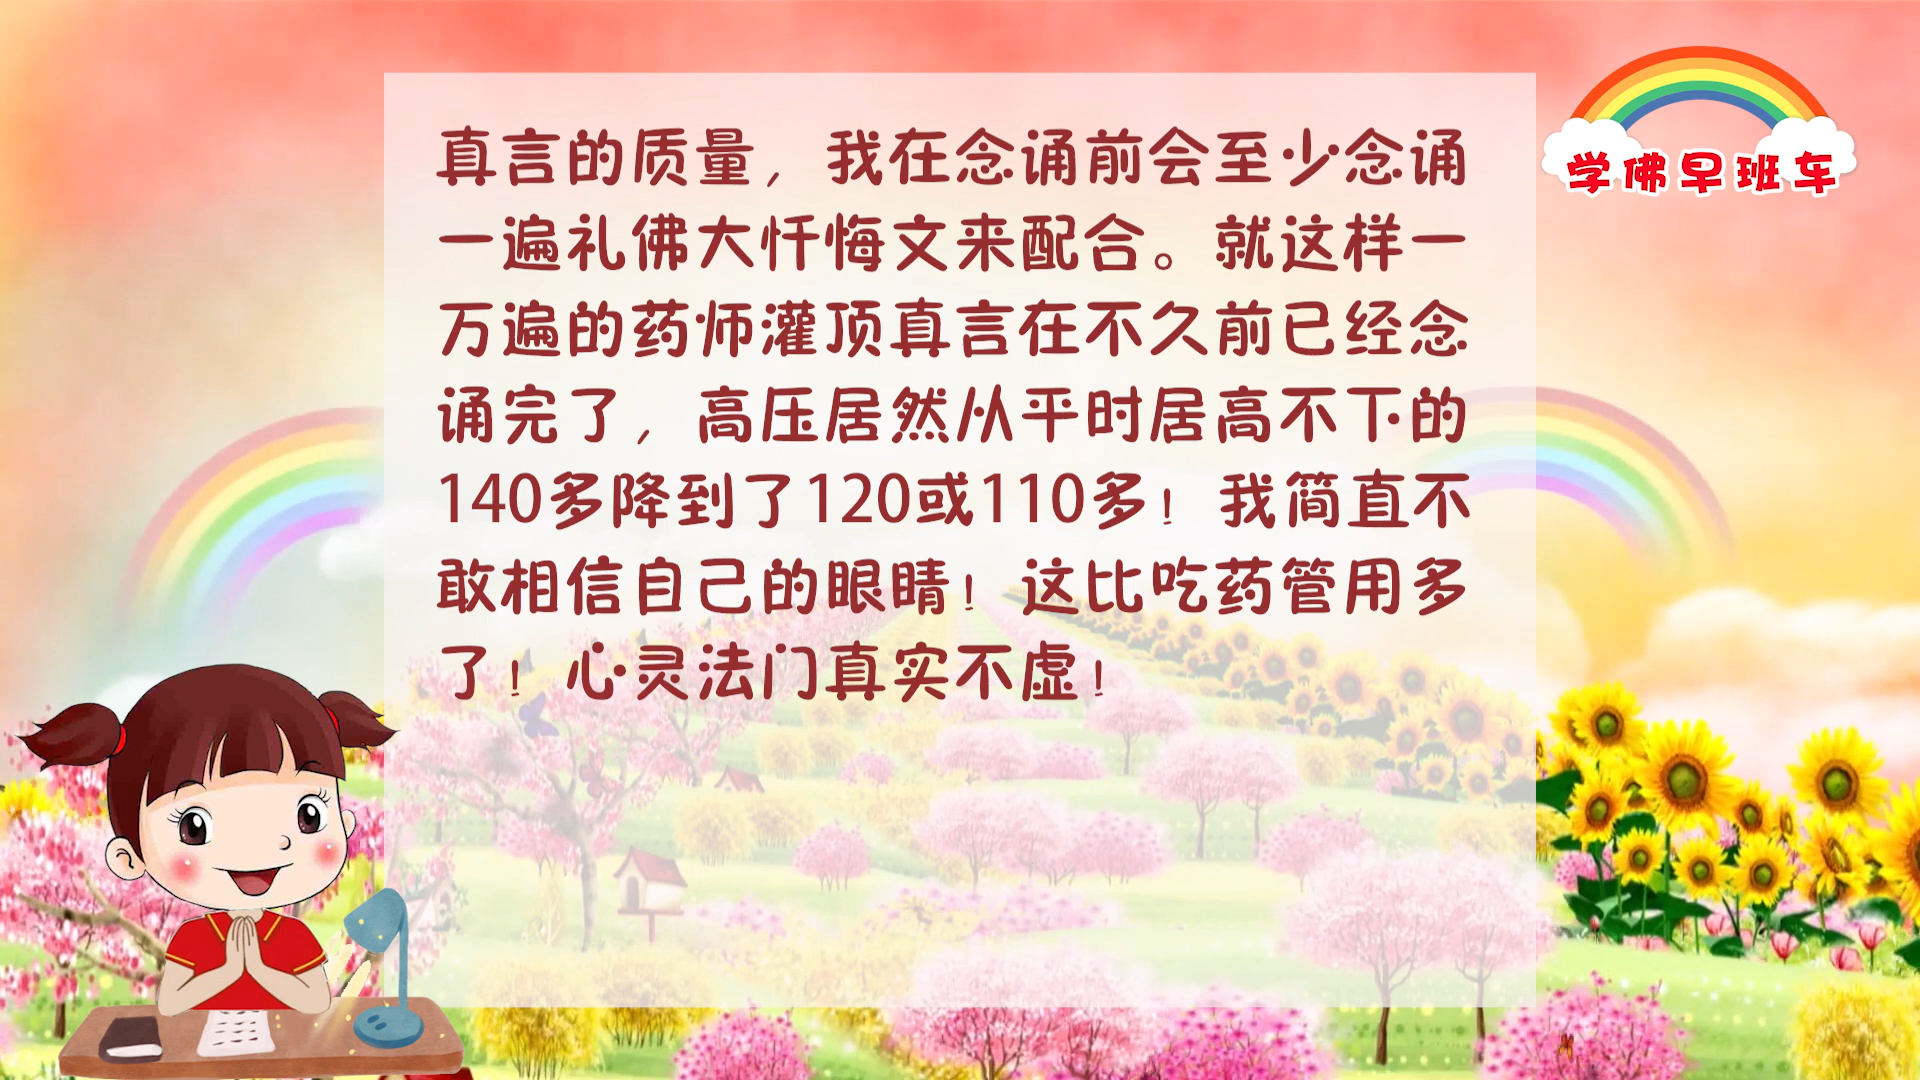 真言的质量，我在念诵前会至少念诵
一遍礼佛大忏悔文来配合。就这样一
万遍的药师灌顶真言在不久前已经念
诵完了，高压居然从平时居高不下的
140多降到了120或110多！我简直不
敢相信自己的眼睛！这比吃药管用多
了！心灵法门真实不虚！
学佛早班车